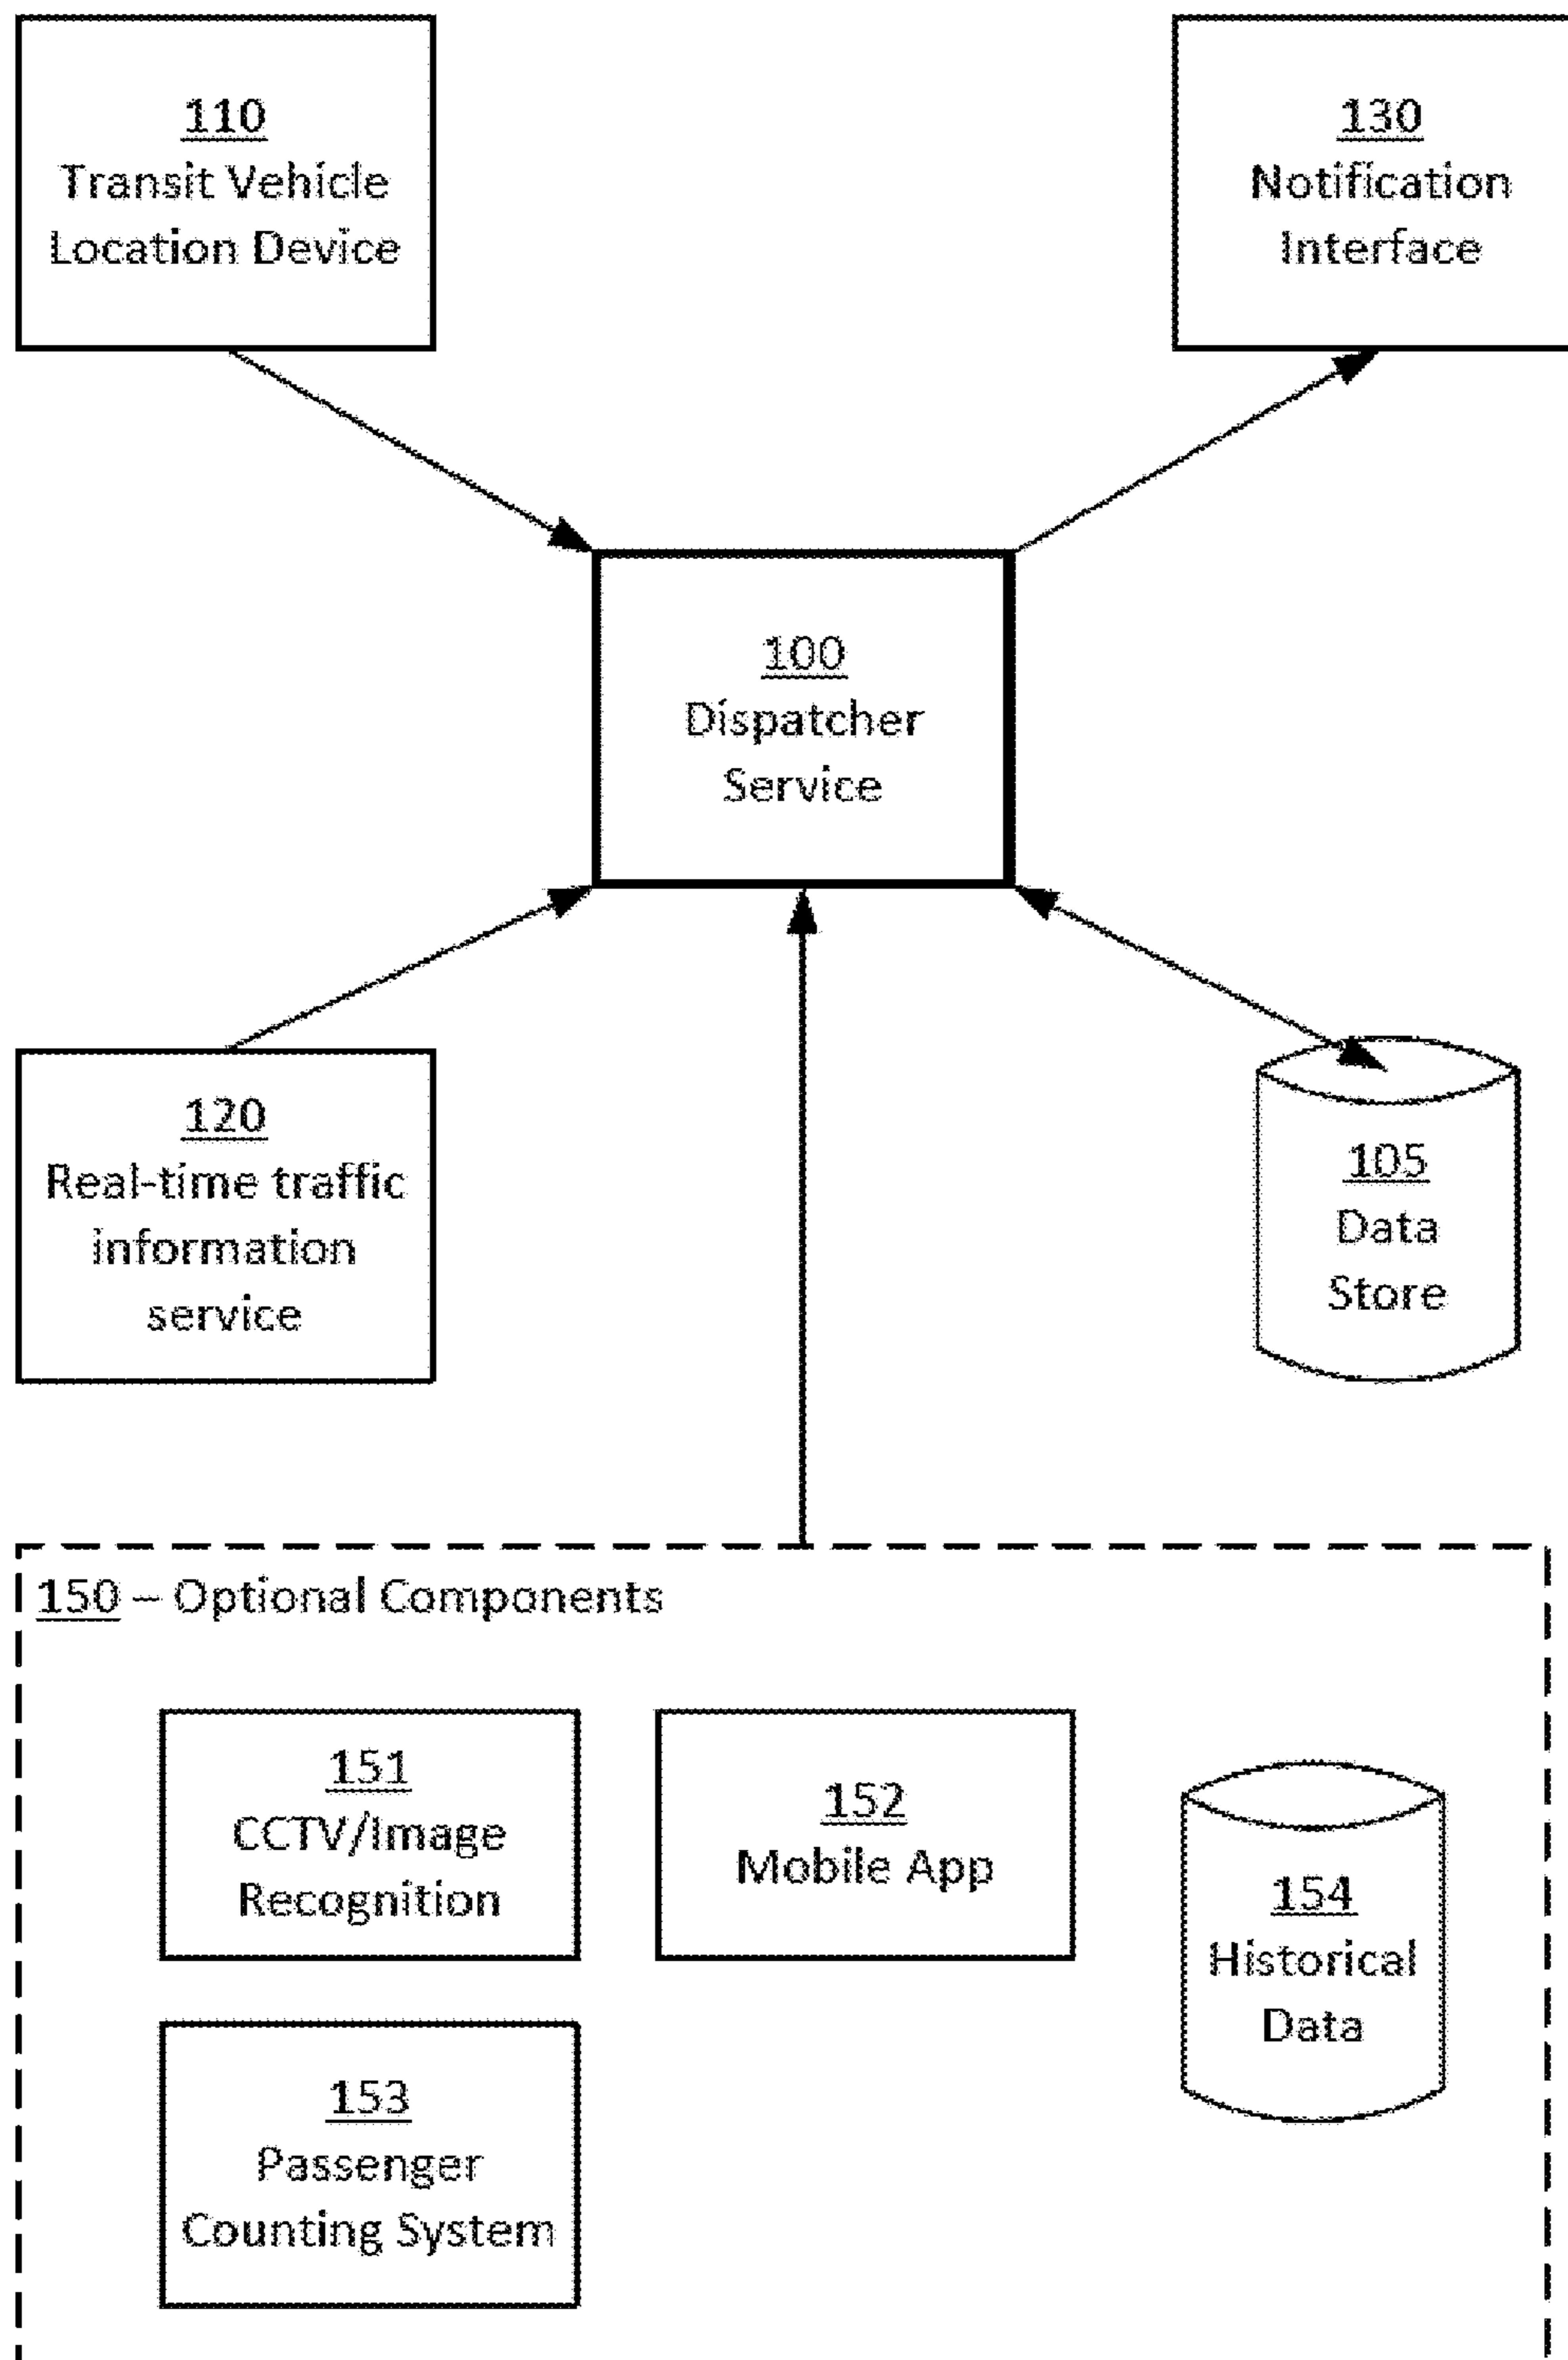 110
Transit Vehicle
Location Device
130
Notification
Interface
100
Dispatcher
Service
120
Real-time traffic
information
service
105
Data
Store
150 – Optional Components
151
CCTV/Image
Recognition
152
Mobile App
154
Historical
Data
153
Passenger
Counting System